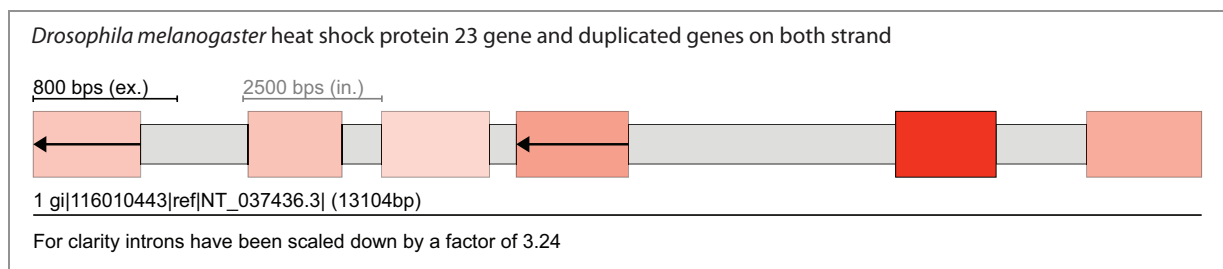 Drosophila melanogaster heat shock protein 23 gene and duplicated genes on both strand
800 bps (ex.) 2500 bps (in.)
1 gi|116010443|ref|NT_037436.3| (13104bp)
For clarity introns have been scaled down by a factor of 3.24